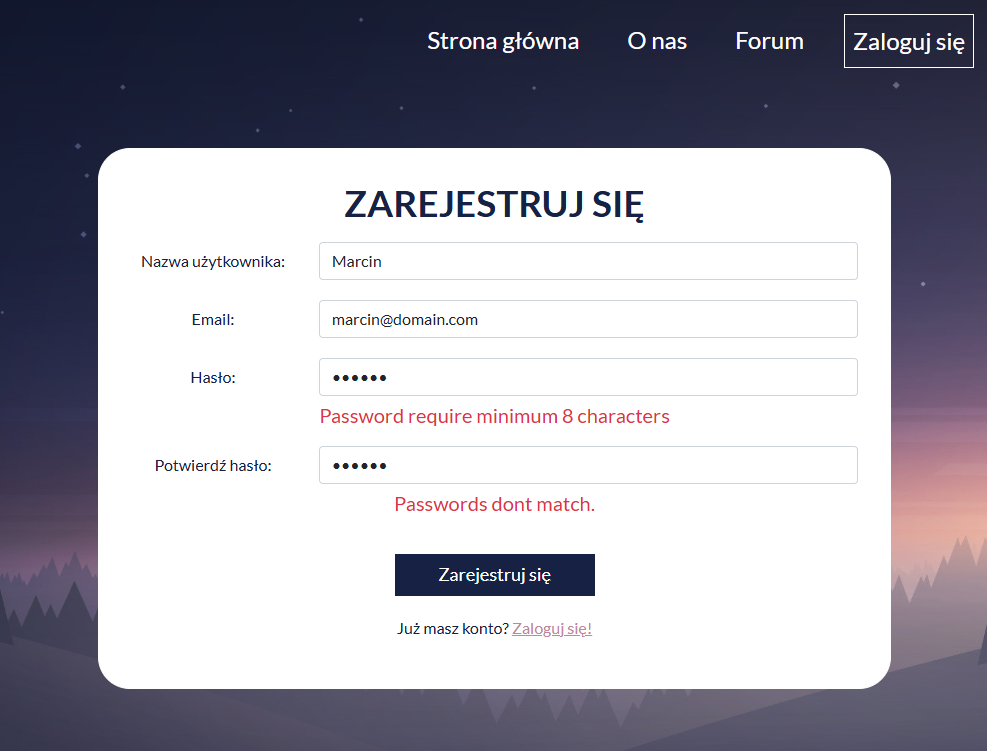 Strona główna O nas Forum Zaloguj się
ZAREJESTRUJ SIĘ
Nazwa użytkownika: Marcin
Email: marcin@domain.com
Hasło: ••••••
Password require minimum 8 characters
Potwierdź hasło: ••••••
Passwords dont match.
Zarejestruj się
Już masz konto? Zaloguj się!